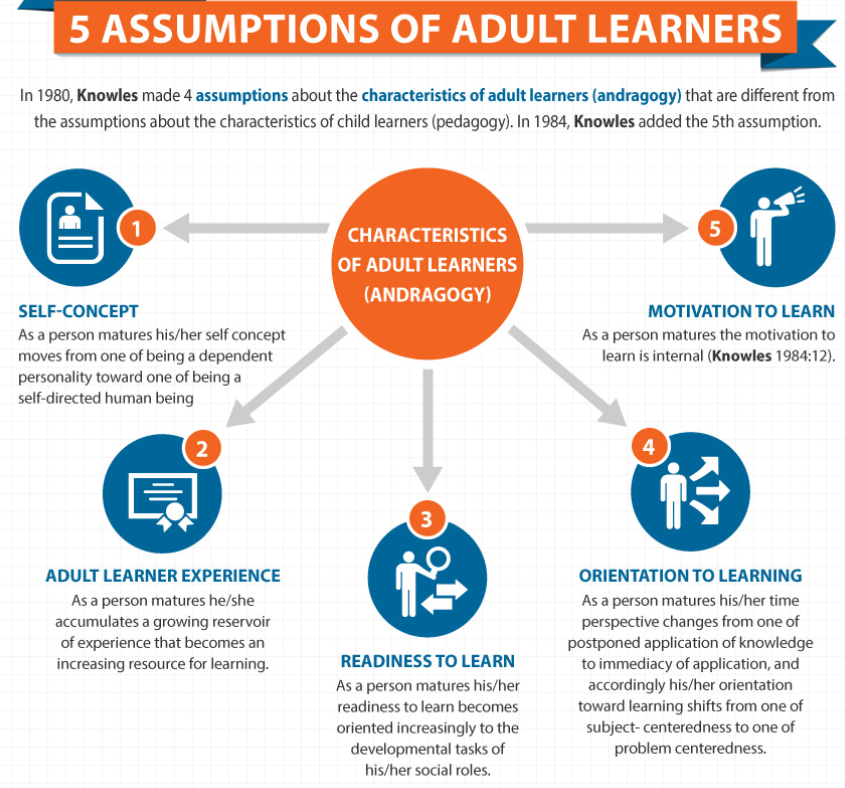 5 ASSUMPTIONS OF ADULT LEARNERS
In 1980, Knowles made 4 assumptions about the characteristics of adult learners (andragogy) that are different from
the assumptions about the characteristics of child learners (pedagogy). In 1984, Knowles added the 5th assumption.
CHARACTERISTICS
OF ADULT LEARNERS
(ANDRAGOGY)
1
SELF-CONCEPT
As a person matures his/her self concept
moves from one of being a dependent
personality toward one of being a
self-directed human being
2
ADULT LEARNER EXPERIENCE
As a person matures he/she
accumulates a growing reservoir
of experience that becomes an
increasing resource for learning.
3
READINESS TO LEARN
As a person matures his/her
readiness to learn becomes
oriented increasingly to the
developmental tasks of
his/her social roles.
4
ORIENTATION TO LEARNING
As a person matures his/her time
perspective changes from one of
postponed application of knowledge
to immediacy of application, and
accordingly his/her orientation
toward learning shifts from one of
subject- centeredness to one of
problem centeredness.
5
MOTIVATION TO LEARN
As a person matures the motivation to
learn is internal (Knowles 1984:12).